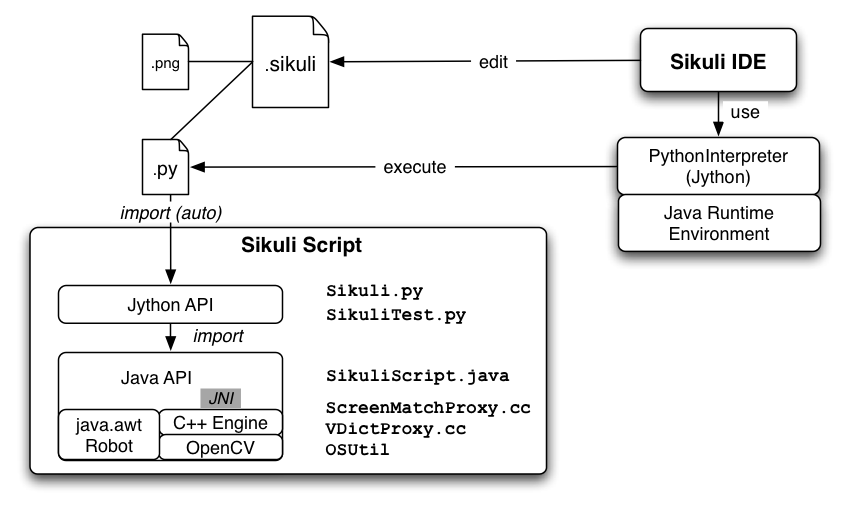 .png
.sikuli
edit
Sikuli IDE
use
.py
execute
PythonInterpreter
(Jython)
Java Runtime
Environment
import (auto)
Sikuli Script
Jython API
Sikuli.py
SikuliTest.py
import
Java API
JNI
SikuliScript.java
java.awt
Robot
C++ Engine
OpenCV
ScreenMatchProxy.cc
VDictProxy.cc
OSUtil